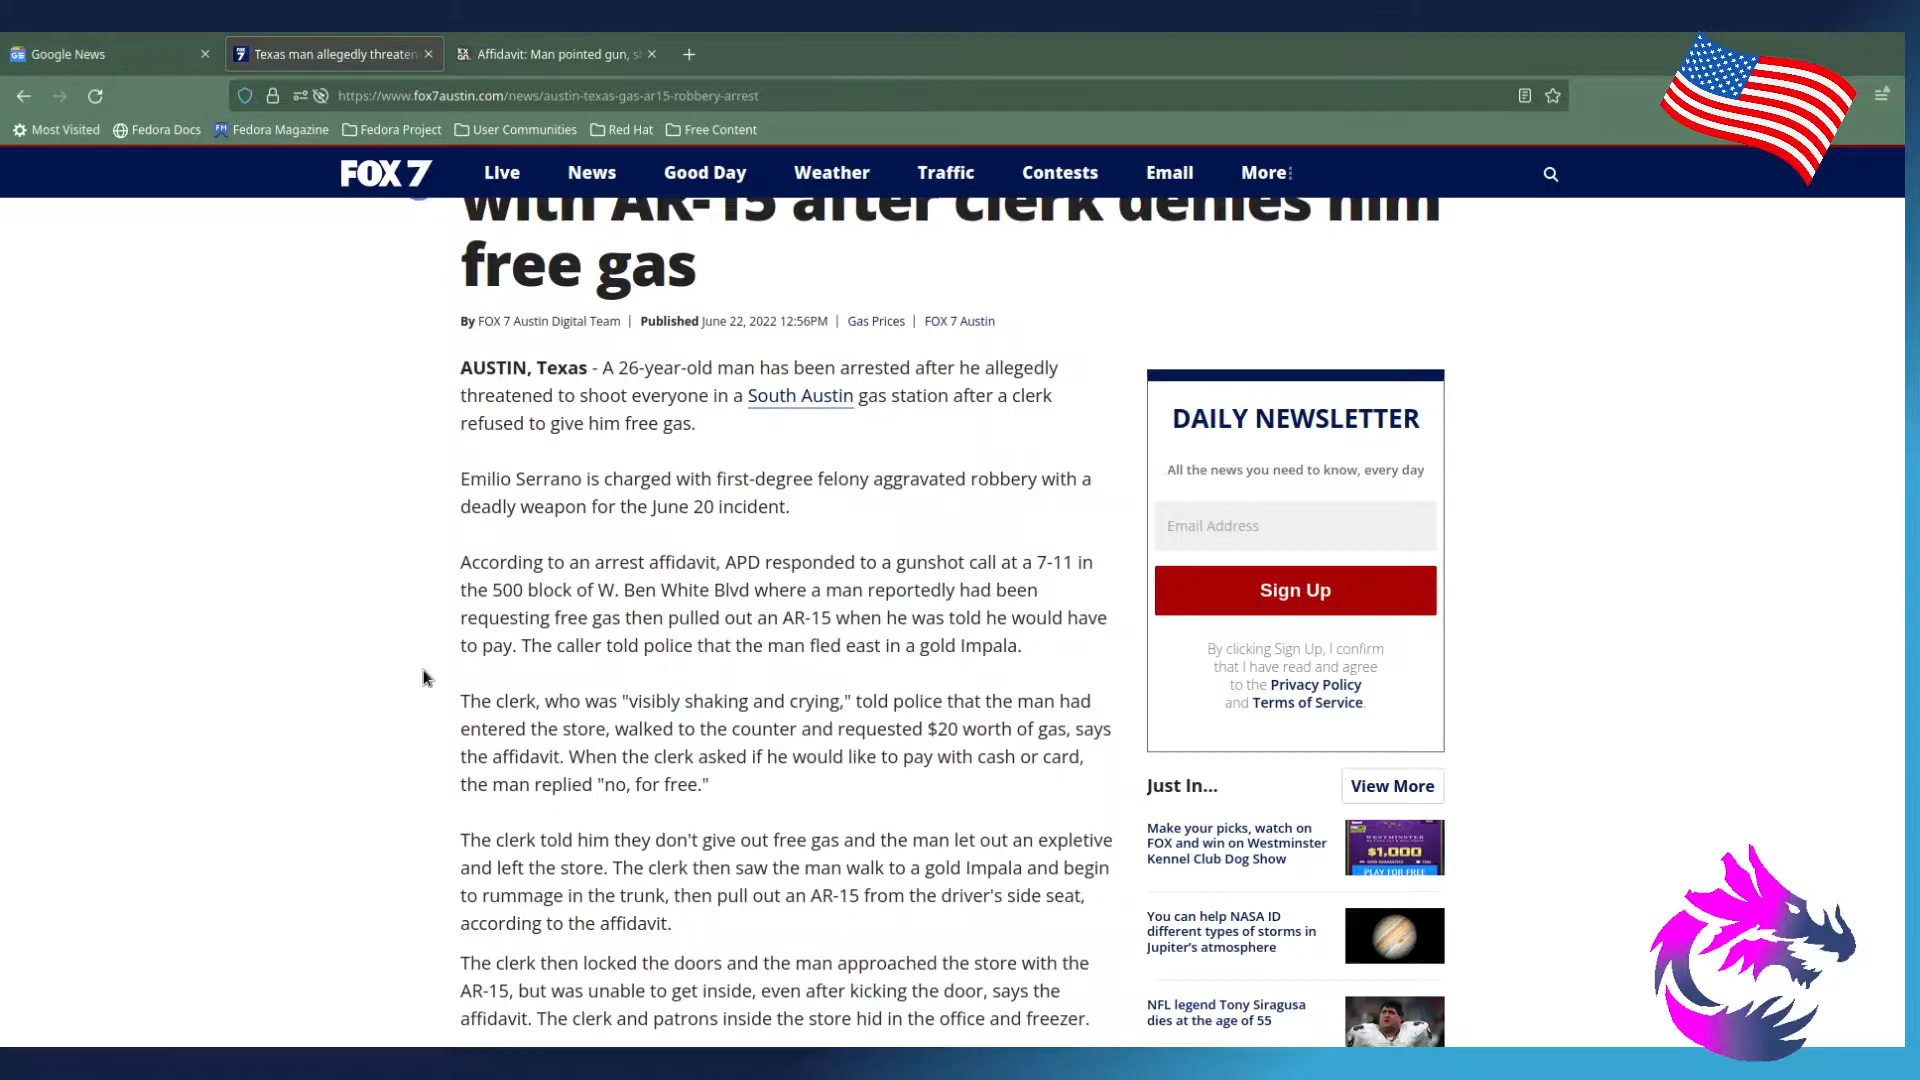 Google News
Texas man allegedly threaten
Affidavit: Man pointed gun, s
https://www.fox7austin.com/news/austin-texas-gas-ar15-robbery-arrest
Most Visited
Fedora Docs
Fedora Magazine
Fedora Project
User Communities
Red Hat
Free Content
FOX 7
Live
News
Good Day
Weather
Traffic
Contests
Email
More
with AR-15 after clerk denies him
free gas
By FOX 7 Austin Digital Team | Published June 22, 2022 12:56PM | Gas Prices | FOX 7 Austin
AUSTIN, Texas - A 26-year-old man has been arrested after he allegedly
threatened to shoot everyone in a South Austin gas station after a clerk
refused to give him free gas.
Emilio Serrano is charged with first-degree felony aggravated robbery with a
deadly weapon for the June 20 incident.
According to an arrest affidavit, APD responded to a gunshot call at a 7-11 in
the 500 block of W. Ben White Blvd where a man reportedly had been
requesting free gas then pulled out an AR-15 when he was told he would have
to pay. The caller told police that the man fled east in a gold Impala.
The clerk, who was "visibly shaking and crying," told police that the man had
entered the store, walked to the counter and requested $20 worth of gas, says
the affidavit. When the clerk asked if he would like to pay with cash or card,
the man replied "no, for free."
The clerk told him they don't give out free gas and the man let out an expletive
and left the store. The clerk then saw the man walk to a gold Impala and begin
to rummage in the trunk, then pull out an AR-15 from the driver's side seat,
according to the affidavit.
The clerk then locked the doors and the man approached the store with the
AR-15, but was unable to get inside, even after kicking the door, says the
affidavit. The clerk and patrons inside the store hid in the office and freezer.
DAILY NEWSLETTER
All the news you need to know, every day
Email Address
Sign Up
By clicking Sign Up, I confirm
that I have read and agree
to the Privacy Policy
and Terms of Service.
Just In...
View More
Make your picks, watch on
FOX and win on Westminster
Kennel Club Dog Show
WESTMINSTER
$1,000
PLAY FOR FREE
You can help NASA ID
different types of storms in
Jupiter's atmosphere
NFL legend Tony Siragusa
dies at the age of 55